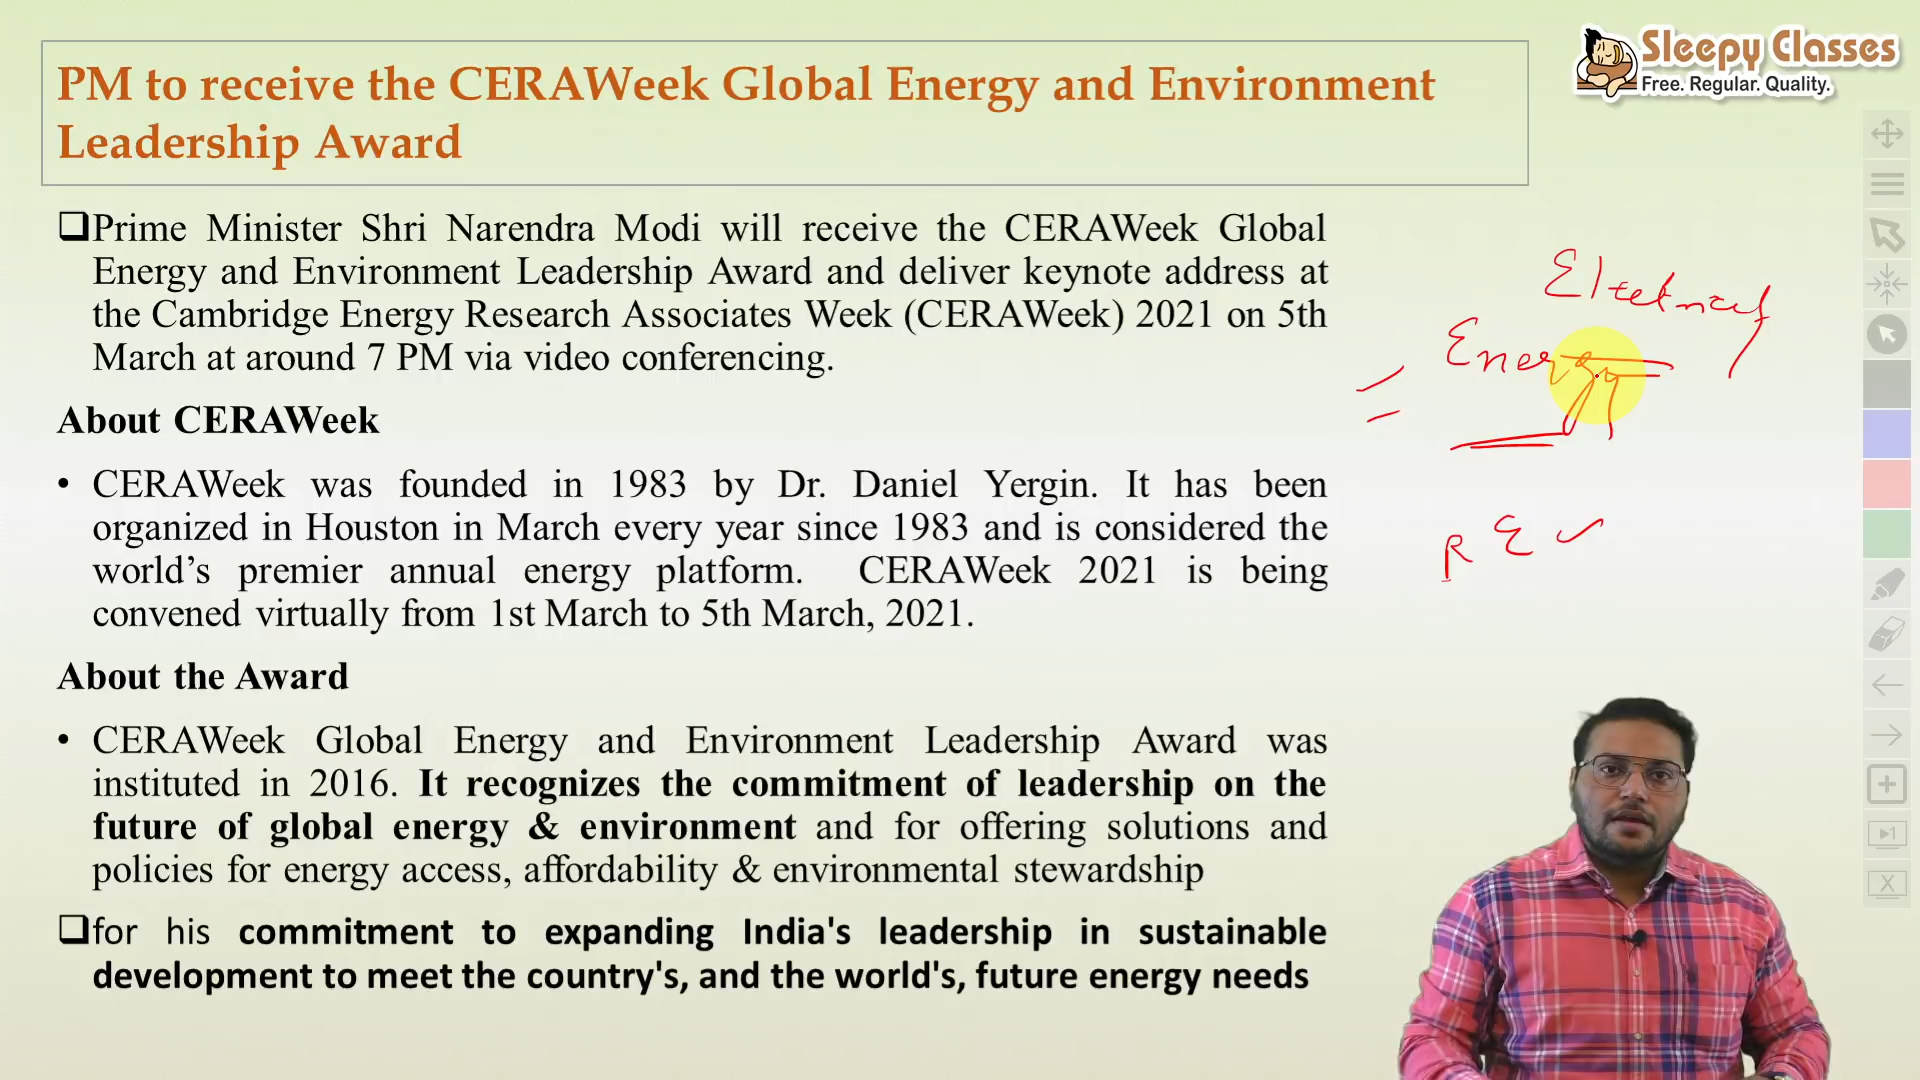 Sleepy Classes
Free. Regular. Quality.
PM to receive the CERAWeek Global Energy and Environment
Leadership Award
Prime Minister Shri Narendra Modi will receive the CERAWeek Global
Energy and Environment Leadership Award and deliver keynote address at
the Cambridge Energy Research Associates Week (CERAWeek) 2021 on 5th
March at around 7 PM via video conferencing.
About CERAWeek
• CERAWeek was founded in 1983 by Dr. Daniel Yergin. It has been
organized in Houston in March every year since 1983 and is considered the
world’s premier annual energy platform. CERAWeek 2021 is being
convened virtually from 1st March to 5th March, 2021.
About the Award
• CERAWeek Global Energy and Environment Leadership Award was
instituted in 2016. It recognizes the commitment of leadership on the
future of global energy & environment and for offering solutions and
policies for energy access, affordability & environmental stewardship
for his commitment to expanding India's leadership in sustainable
development to meet the country's, and the world's, future energy needs
Energy
R E